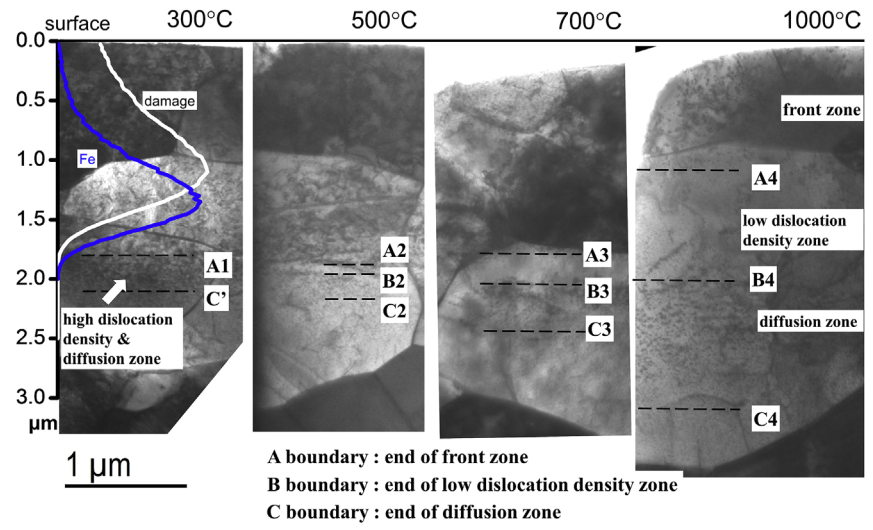 surface 300°C 500°C 700°C 1000°C
0.0
0.5
1.0
1.5
2.0
2.5
3.0
μm
damage
Fe
A1
C'
high dislocation
density &
diffusion zone
A2
B2
C2
A3
B3
C3
front zone
A4
low dislocation
density zone
B4
diffusion zone
C4
1 μm
A boundary : end of front zone
B boundary : end of low dislocation density zone
C boundary : end of diffusion zone